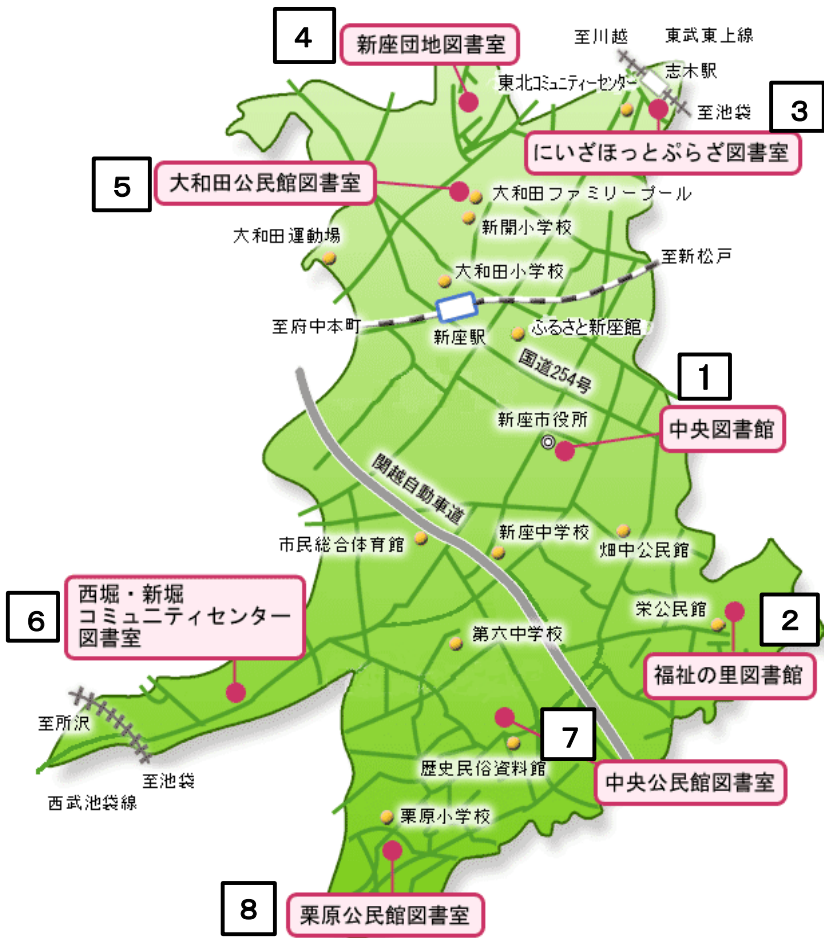 4
新座団地図書室
至川越
東武東上線
志木駅
東北コミュニティーセンター
至池袋
3
にいざほっとぷらざ図書室
5
大和田公民館図書室
大和田ファミリープール
新開小学校
大和田運動場
至新松戸
大和田小学校
至府中本町
新座駅
ふるさと新座館
国道254号
1
新座市役所
中央図書館
関越自動車道
市民総合体育館
新座中学校
畑中公民館
西堀・新堀
コミュニティセンター
図書室
6
栄公民館
2
第六中学校
福祉の里図書館
至所沢
7
歴史民俗資料館
至池袋
中央公民館図書室
西武池袋線
栗原小学校
8
栗原公民館図書室